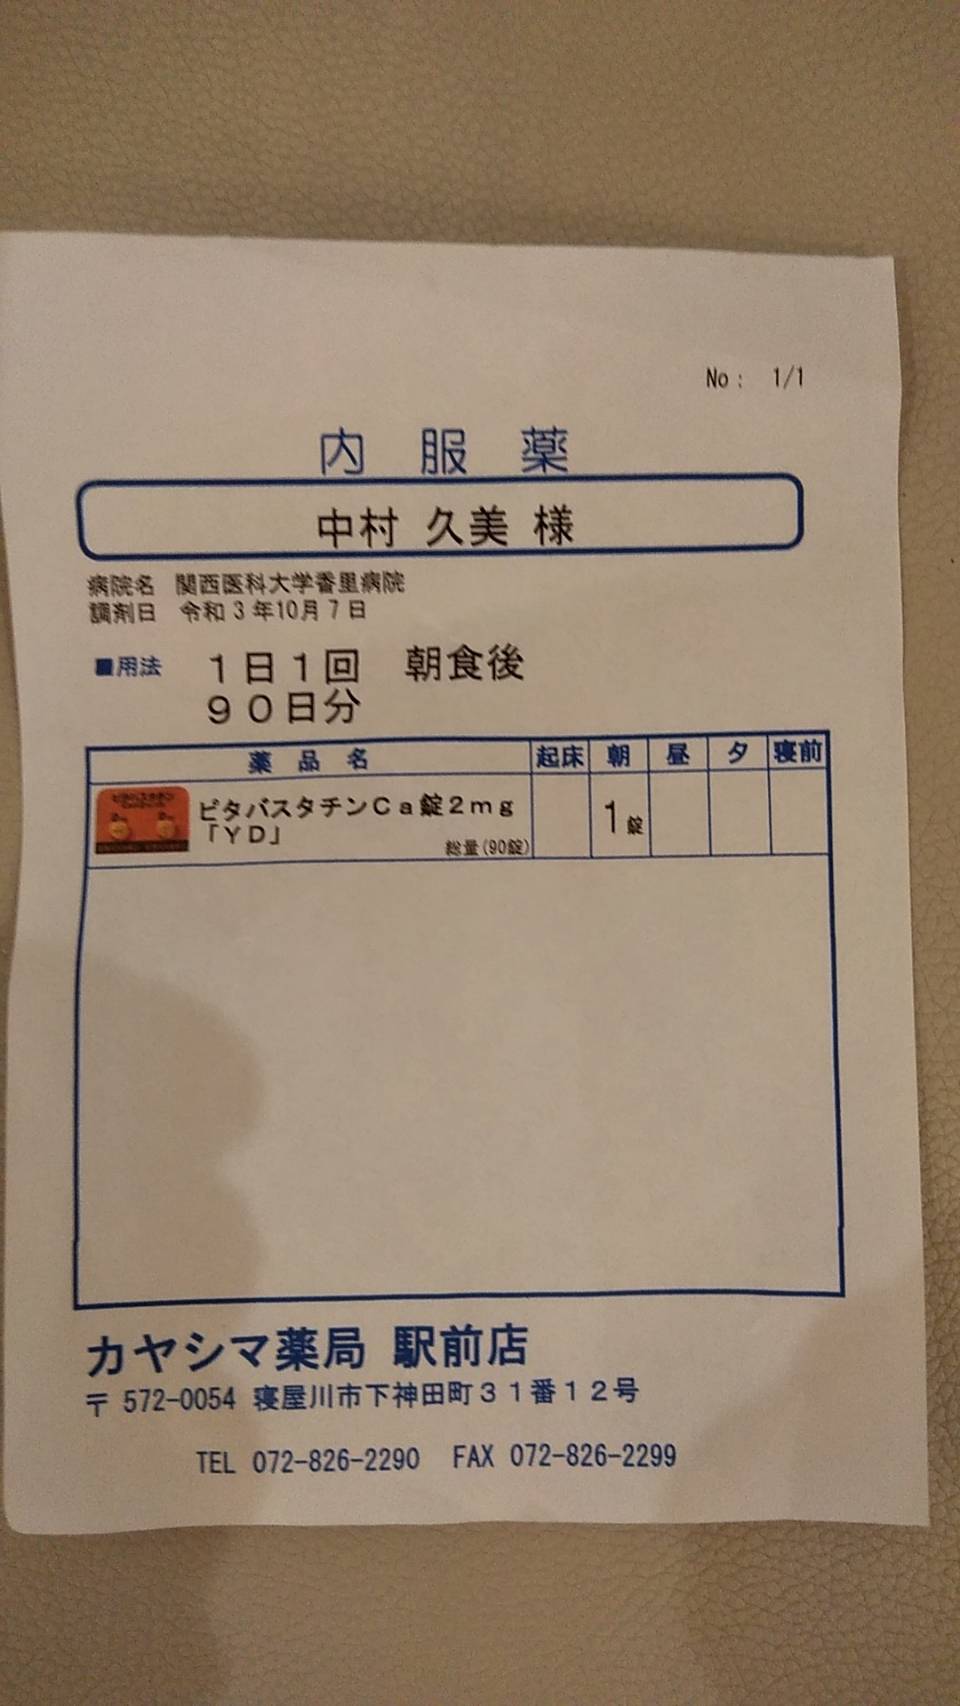 No: 1/1
内 服 薬
中村 久美 様
病院名 関西医科大学香里病院
調剤日 令和3年10月7日
■用法 1日1回 朝食後
90日分
薬 品 名 起床 朝 昼 夕 寝前
ピタバスタチンCa錠2mg 1錠
「YD」
総量(90錠)
カヤシマ薬局 駅前店
〒572-0054 寝屋川市下神田町31番12号
TEL 072-826-2290 FAX 072-826-2299